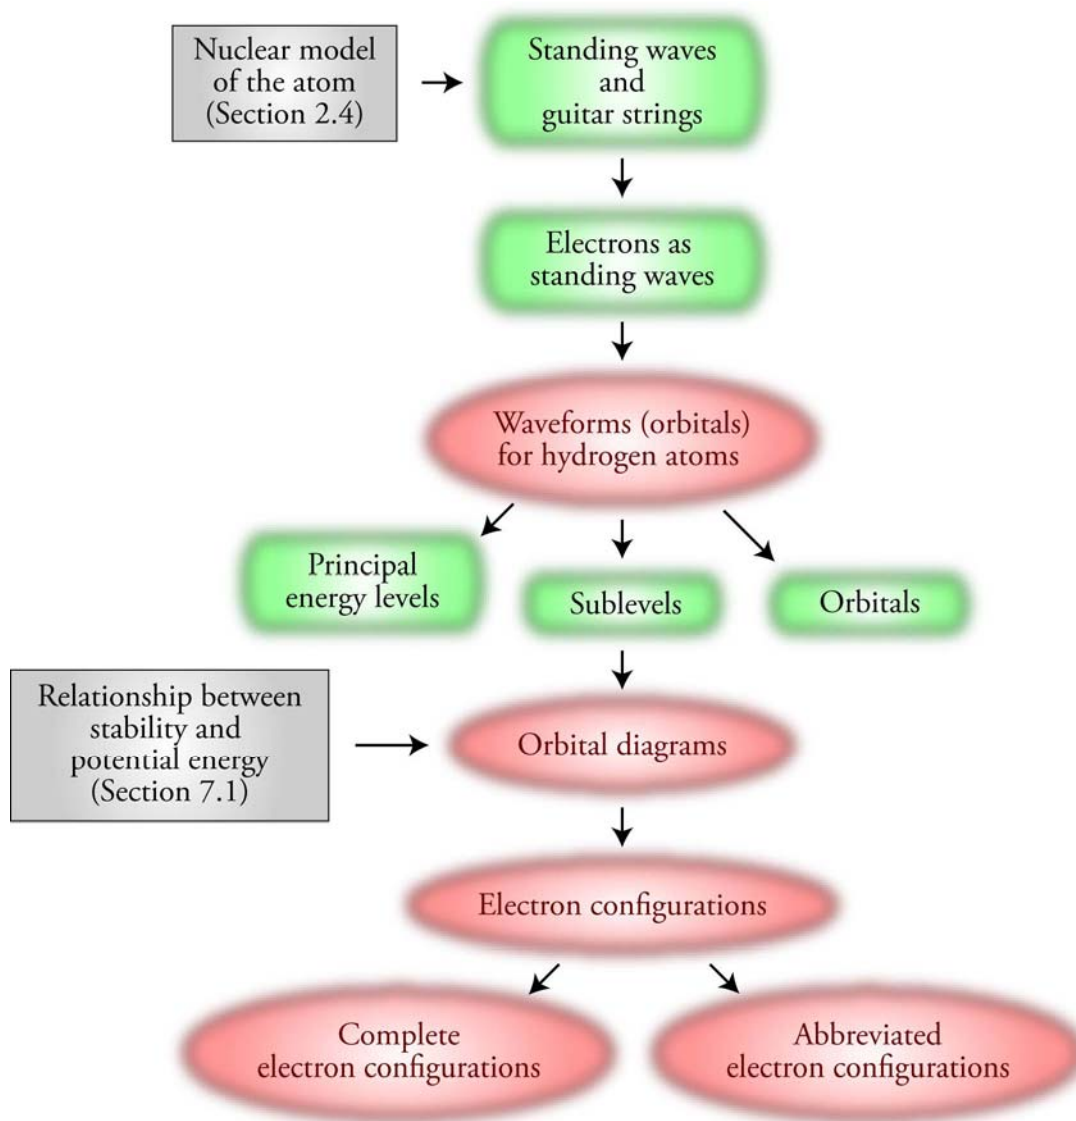 Nuclear model
of the atom
(Section 2.4)
Standing waves
and
guitar strings
Electrons as
standing waves
Waveforms (orbitals)
for hydrogen atoms
Principal
energy levels
Sublevels
Orbitals
Relationship between
stability and
potential energy
(Section 7.1)
Orbital diagrams
Electron configurations
Complete
electron configurations
Abbreviated
electron configurations